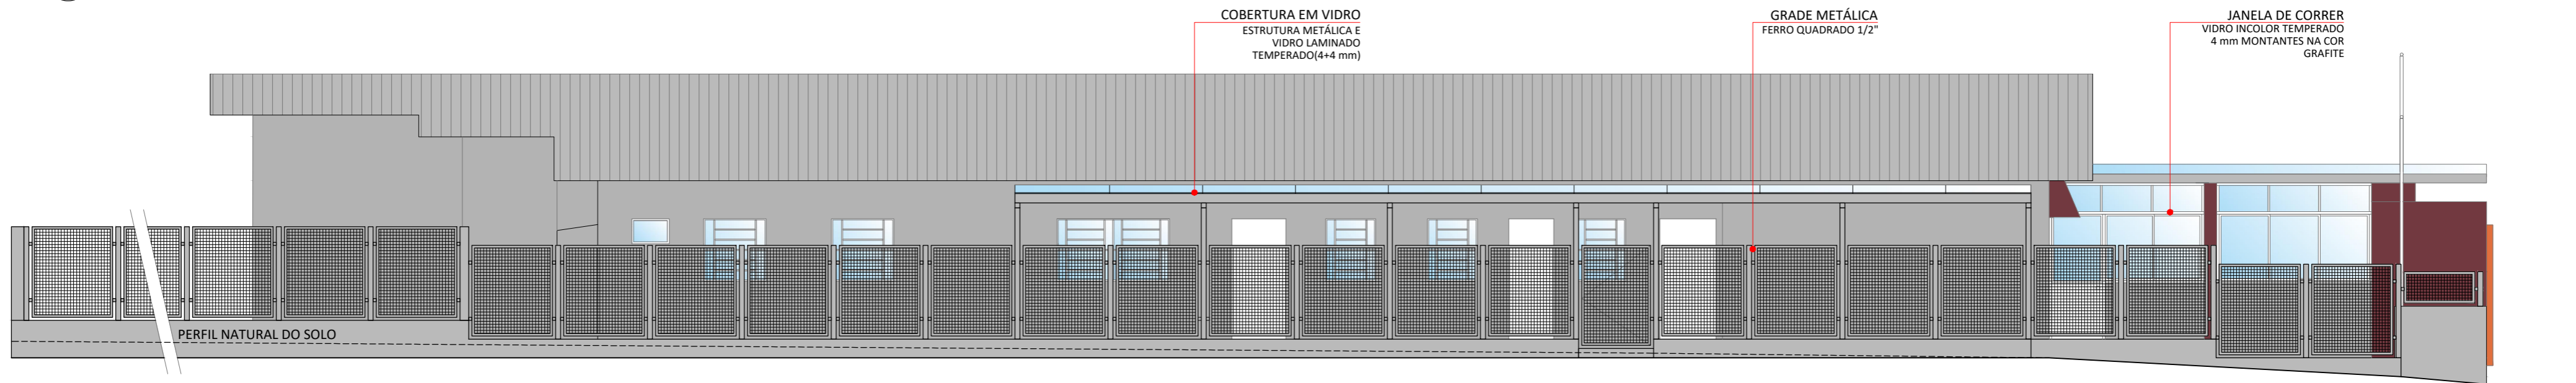 COBERTURA EM VIDRO
ESTRUTURA METÁLICA E
VIDRO LAMINADO
TEMPERADO(4+4 mm)
GRADE METÁLICA
FERRO QUADRADO 1/2"
JANELA DE CORRER
VIDRO INCOLOR TEMPERADO
4 mm MONTANTES NA COR
GRAFITE
PERFIL NATURAL DO SOLO